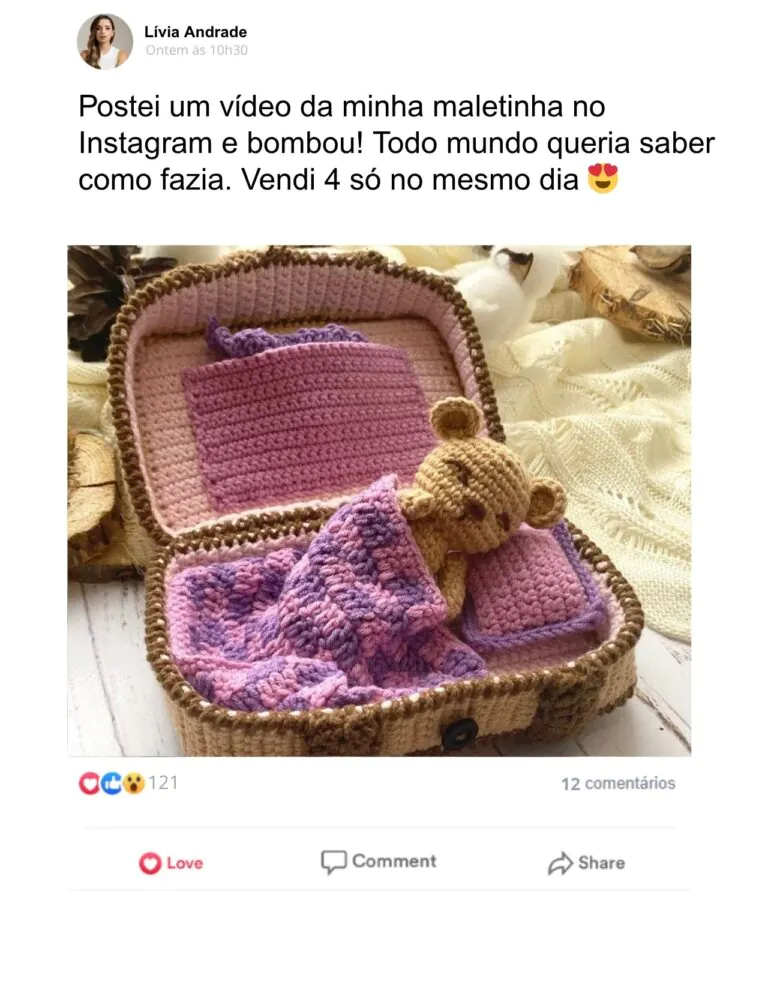 Lívia Andrade
Ontem às 10h30
Postei um vídeo da minha maletinha no
Instagram e bombou! Todo mundo queria saber
como fazia. Vendi 4 só no mesmo dia 😍
121
12 comentários
Love
Comment
Share